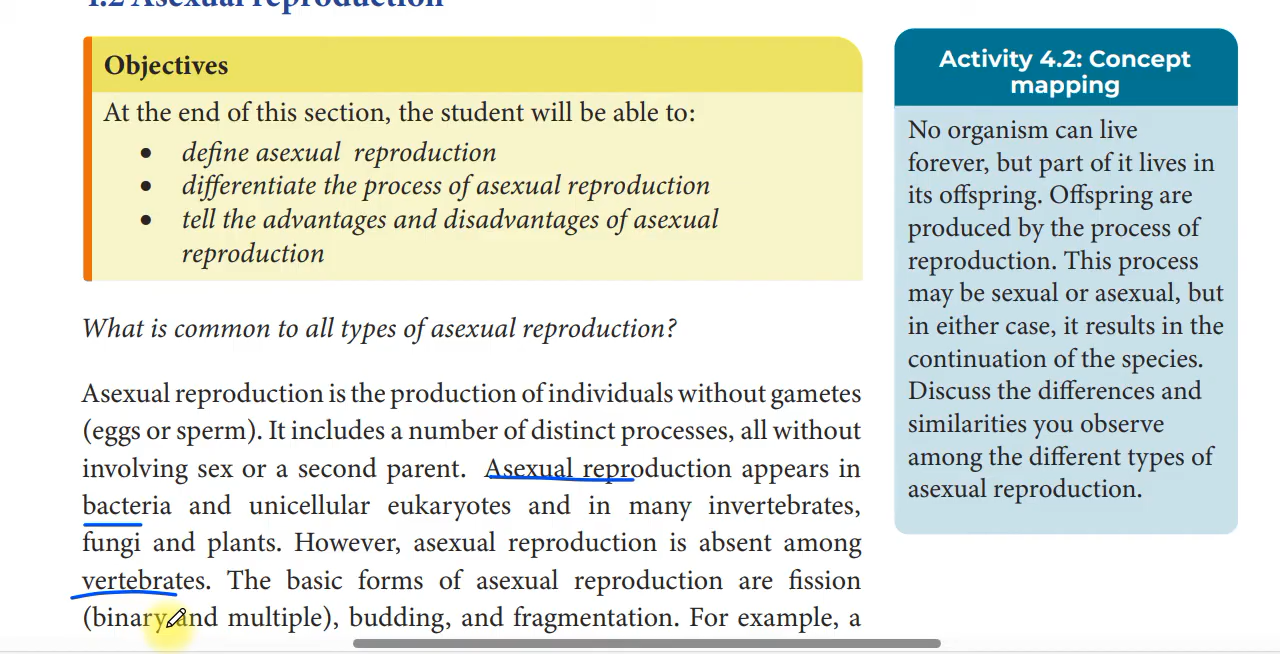 4.2 Asexual reproduction
Objectives
At the end of this section, the student will be able to:
• define asexual reproduction
• differentiate the process of asexual reproduction
• tell the advantages and disadvantages of asexual
reproduction
What is common to all types of asexual reproduction?
Asexual reproduction is the production of individuals without gametes
(eggs or sperm). It includes a number of distinct processes, all without
involving sex or a second parent. Asexual reproduction appears in
bacteria and unicellular eukaryotes and in many invertebrates,
fungi and plants. However, asexual reproduction is absent among
vertebrates. The basic forms of asexual reproduction are fission
(binary and multiple), budding, and fragmentation. For example, a
Activity 4.2: Concept
mapping
No organism can live
forever, but part of it lives in
its offspring. Offspring are
produced by the process of
reproduction. This process
may be sexual or asexual, but
in either case, it results in the
continuation of the species.
Discuss the differences and
similarities you observe
among the different types of
asexual reproduction.